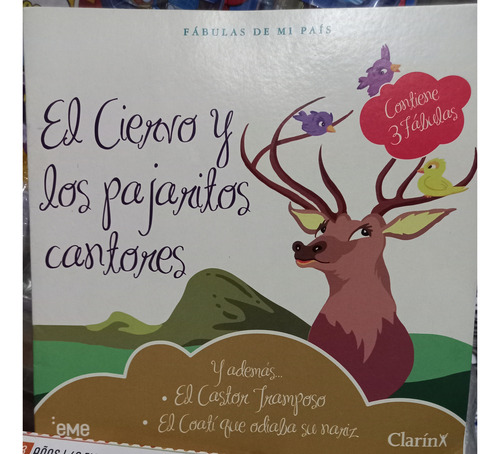 FÁBULAS DE MI PAÍS
El Ciervo y
los pajaritos
cantores
Contiene
3 Fábulas
Y además...
• El Castor Tramposo
• El Coatí que odiaba su nariz
eme
Clarín
AÑOS